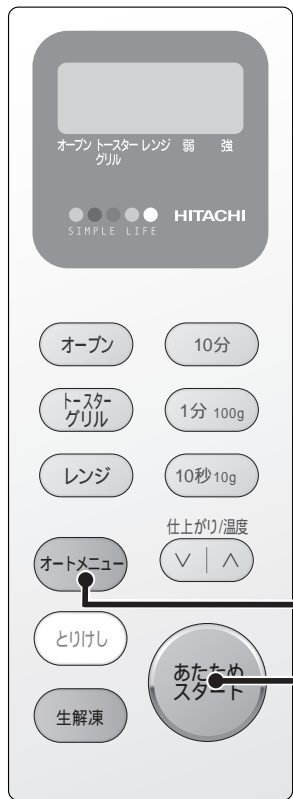 オーブン トースター レンジ 弱 強
グリル
SIMPLE LIFE
HITACHI
オーブン
10分
トースター
グリル
1分 100g
レンジ
10秒10g
仕上がり/温度
オートメニュー
とりけし
あたため
スタート
生解凍